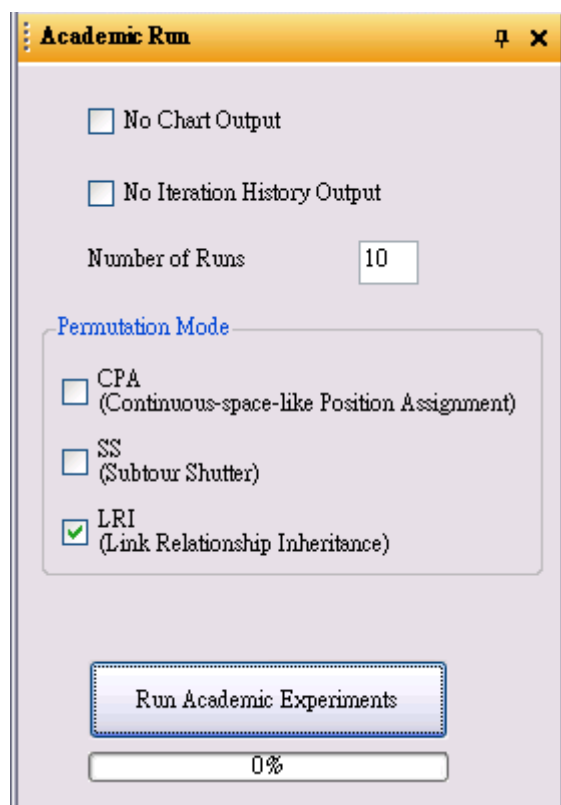 Academic Run
No Chart Output
No Iteration History Output
Number of Runs 10
Permutation Mode
CPA
(Continuous-space-like Position Assignment)
SS
(Subtour Shutter)
LRI
(Link Relationship Inheritance)
Run Academic Experiments
0%